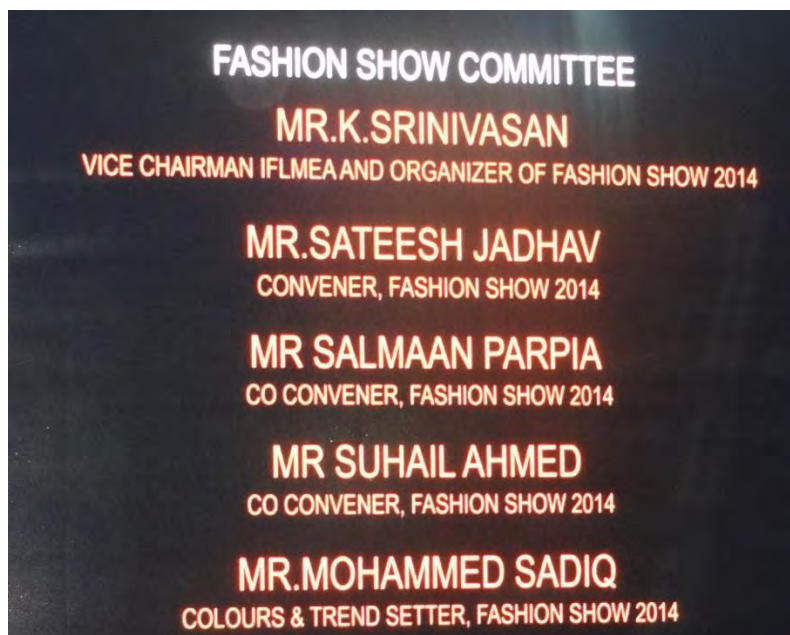 FASHION SHOW COMMITTEE
MR.K.SRINIVASAN
VICE CHAIRMAN IFLMEA AND ORGANIZER OF FASHION SHOW 2014
MR.SATEESH JADHAV
CONVENER, FASHION SHOW 2014
MR SALMAAN PARPIA
CO CONVENER, FASHION SHOW 2014
MR SUHAIL AHMED
CO CONVENER, FASHION SHOW 2014
MR.MOHAMMED SADIQ
COLOURS & TREND SETTER, FASHION SHOW 2014